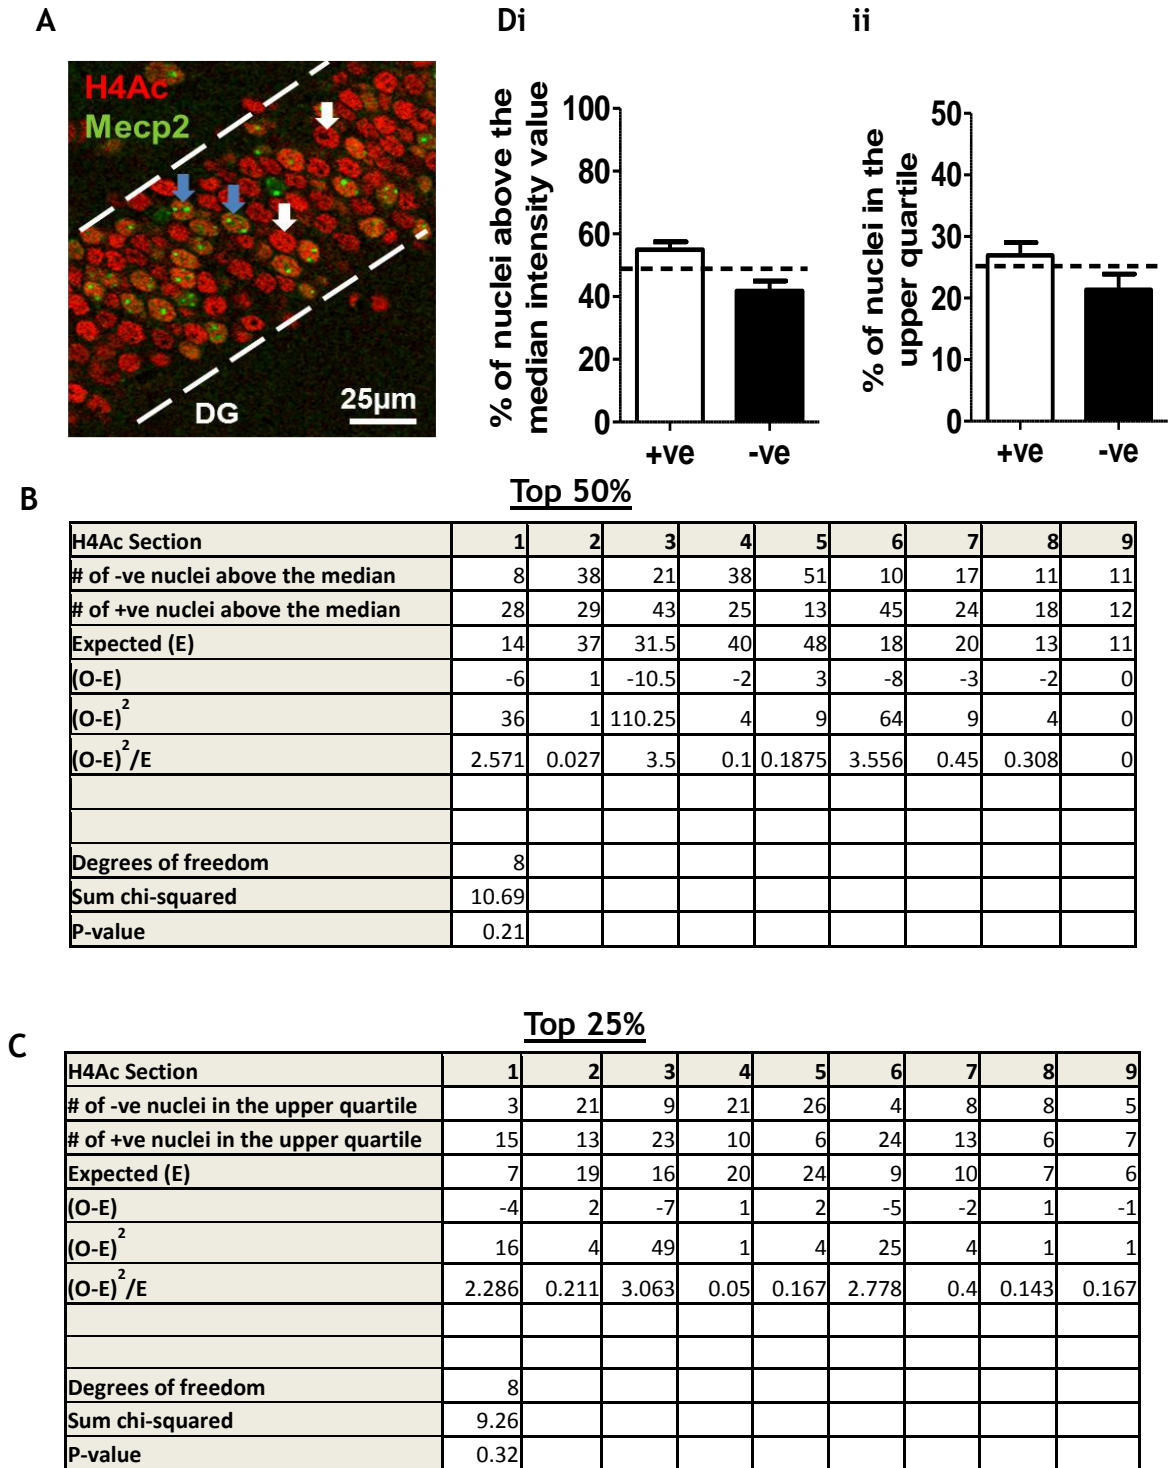 A
Di
ii
H4Ac
Mecp2
DG
25µm
% of nuclei above the
median intensity value
100
80
60
40
20
0
+ve
-ve
% of nuclei in the
upper quartile
50
40
30
20
10
0
+ve
-ve
B
Top 50%
H4Ac Section 1 2 3 4 5 6 7 8 9
# of -ve nuclei above the median 8 38 21 38 51 10 17 11 11
# of +ve nuclei above the median 28 29 43 25 13 45 24 18 12
Expected (E) 14 37 31.5 40 48 18 20 13 11
(O-E) -6 1 -10.5 -2 3 -8 -3 -2 0
(O-E)² 36 1 110.25 4 9 64 9 4 0
(O-E)²/E 2.571 0.027 3.5 0.1 0.1875 3.556 0.45 0.308 0
Degrees of freedom 8
Sum chi-squared 10.69
P-value 0.21
C
Top 25%
H4Ac Section 1 2 3 4 5 6 7 8 9
# of -ve nuclei in the upper quartile 3 21 9 21 26 4 8 8 5
# of +ve nuclei in the upper quartile 15 13 23 10 6 24 13 6 7
Expected (E) 7 19 16 20 24 9 10 7 6
(O-E) -4 2 -7 1 2 -5 -2 1 -1
(O-E)² 16 4 49 1 4 25 4 1 1
(O-E)²/E 2.286 0.211 3.063 0.05 0.167 2.778 0.4 0.143 0.167
Degrees of freedom 8
Sum chi-squared 9.26
P-value 0.32